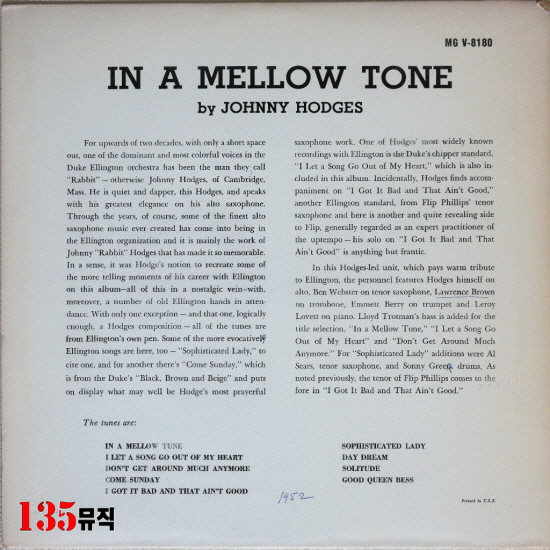 MG V-8180
IN A MELLOW TONE
by JOHNNY HODGES
For upwards of two decades, with only a short space
out, one of the dominant and most colorful voices in the
Duke Ellington orchestra has been the man they call
"Rabbit" — otherwise Johnny Hodges, of Cambridge,
Mass. He is quiet and dapper, this Hodges, and speaks
with his greatest elegance on his alto saxophone.
Through the years, of course, some of the finest alto
saxophone music ever created has come into being in
the Ellington organization and it is mainly the work of
Johnny "Rabbit" Hodges that has made it so memorable.
In a sense, it was Hodge's notion to recreate some of
the more telling moments of his career with Ellington
on this album—all of this in a nostalgic vein—with,
moreover, a number of old Ellington hands in atten-
dance. With only one exception — and that one, logically
enough, a Hodges composition — all of the tunes are
from Ellington's own pen. Some of the more evocatively
Ellington songs are here, too — "Sophisticated Lady," to
cite one, and for another there's "Come Sunday," which
is from the Duke's "Black, Brown and Beige" and puts
on display what may well be Hodge's most prayerful
saxophone work. One of Hodges' most widely known
recordings with Ellington is the Duke's chipper standard,
"I Let a Song Go Out of My Heart," which is also in-
cluded in this album. Incidentally, Hodges finds accom-
paniment on "I Got It Bad and That Ain't Good,"
another Ellington standard, from Flip Phillips' tenor
saxophone and here is another and quite revealing side
to Flip, generally regarded as an expert practitioner of
the uptempo — his solo on "I Got It Bad and That
Ain't Good" is anything but frantic.
In this Hodges-led unit, which pays warm tribute
to Ellington, the personnel features Hodges himself on
alto, Ben Webster on tenor saxophone, Lawrence Brown
on trombone, Emmett Berry on trumpet and Leroy
Lovett on piano. Lloyd Trotman's bass is added for the
title selection, "In a Mellow Tone," "I Let a Song Go
Out of My Heart" and "Don't Get Around Much
Anymore." For "Sophisticated Lady" additions were Al
Sears, tenor saxophone, and Sonny Greer, drums. As
noted previously, the tenor of Flip Phillips comes to the
fore in "I Got It Bad and That Ain't Good."
The tunes are:
IN A MELLOW TUNE
I LET A SONG GO OUT OF MY HEART
DON'T GET AROUND MUCH ANYMORE
COME SUNDAY
I GOT IT BAD AND THAT AIN'T GOOD
SOPHISTICATED LADY
DAY DREAM
SOLITUDE
GOOD QUEEN BESS
1952
Printed in U.S.A.
135뮤직